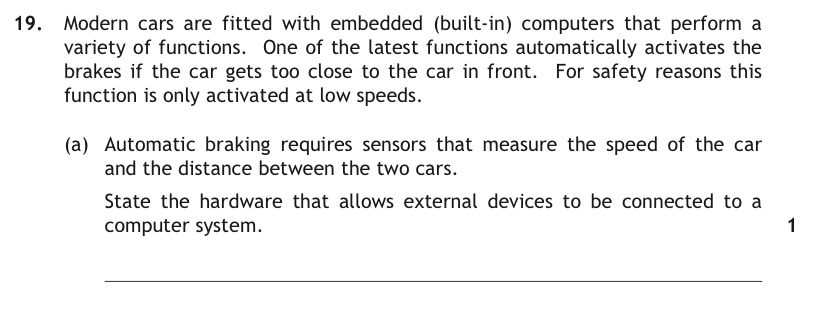 19. Modern cars are fitted with embedded (built-in) computers that perform a
variety of functions. One of the latest functions automatically activates the
brakes if the car gets too close to the car in front. For safety reasons this
function is only activated at low speeds.
(a) Automatic braking requires sensors that measure the speed of the car
and the distance between the two cars.
State the hardware that allows external devices to be connected to a
computer system. 1